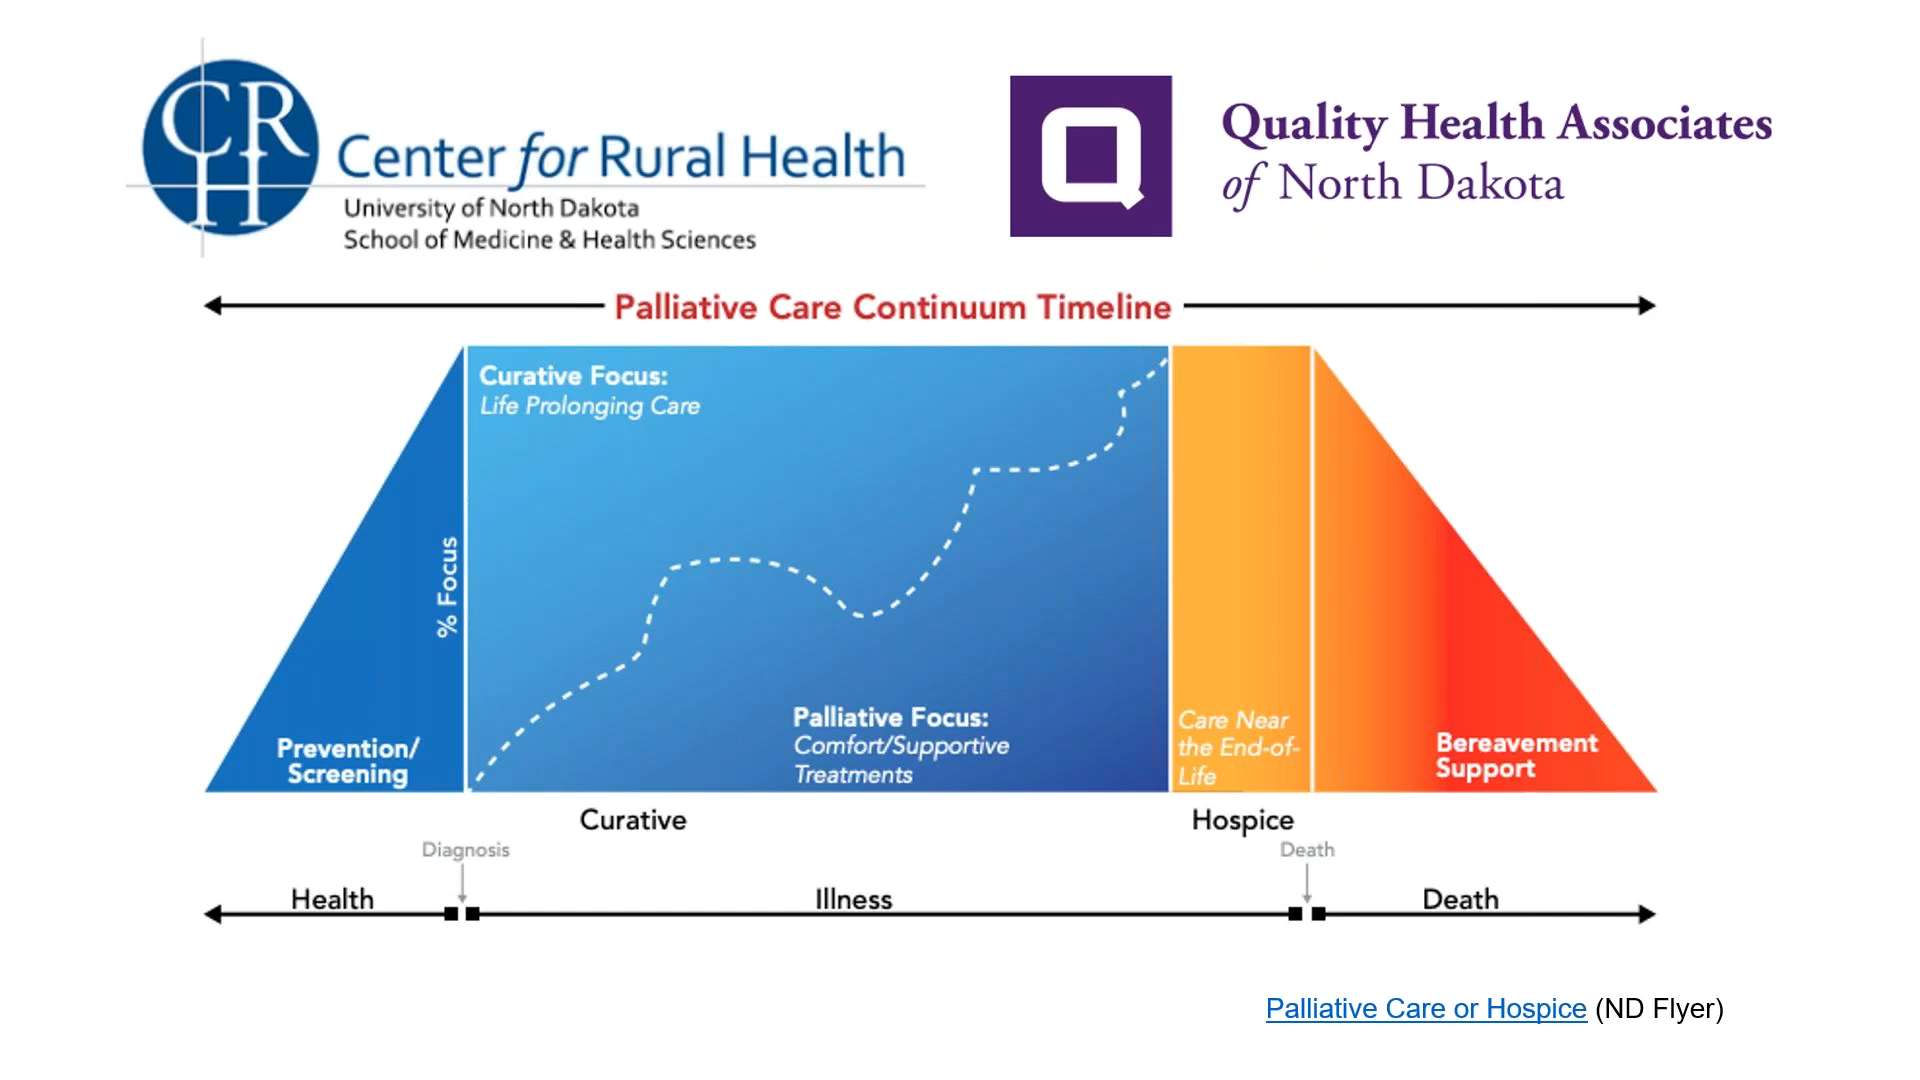 CRH
Center for Rural Health
University of North Dakota
School of Medicine & Health Sciences
Q
Quality Health Associates
of North Dakota
Palliative Care Continuum Timeline
Curative Focus:
Life Prolonging Care
% Focus
Prevention/
Screening
Palliative Focus:
Comfort/Supportive
Treatments
Care Near
the End-of-
Life
Bereavement
Support
Curative
Hospice
Diagnosis
Death
Health
Illness
Death
Palliative Care or Hospice (ND Flyer)